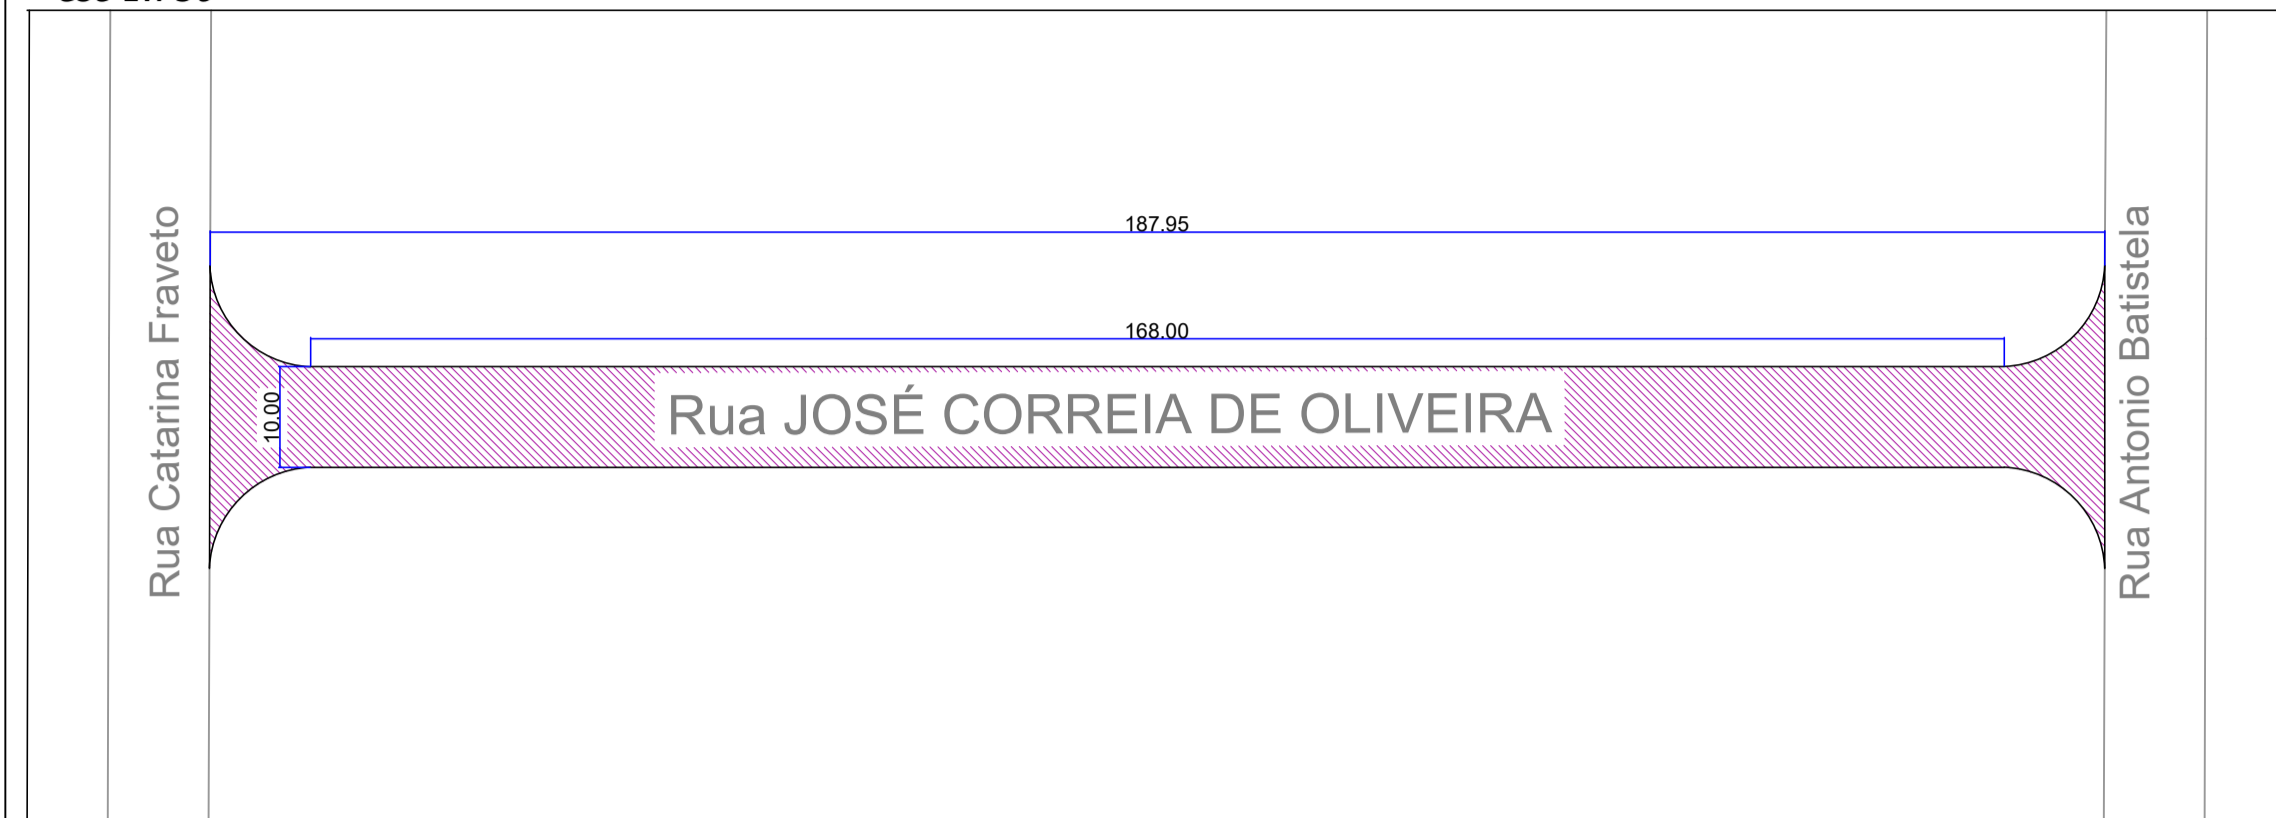 187.95
168.00
10.00
Rua JOSÉ CORREIA DE OLIVEIRA
Rua Catarina Fraveto
Rua Antonio Batistela